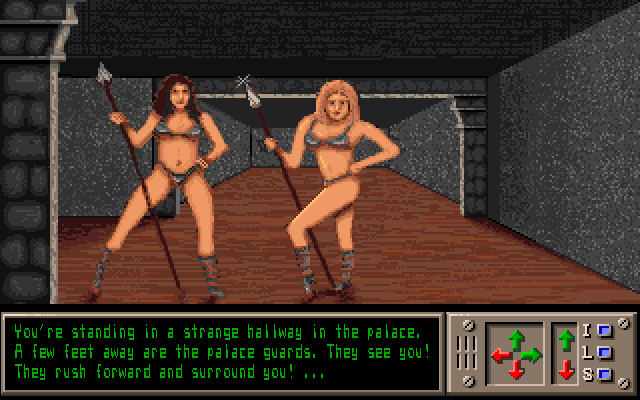 You're standing in a strange hallway in the palace.
A few feet away are the palace guards. They see you!
They rush forward and surround you! ...
I
L
S